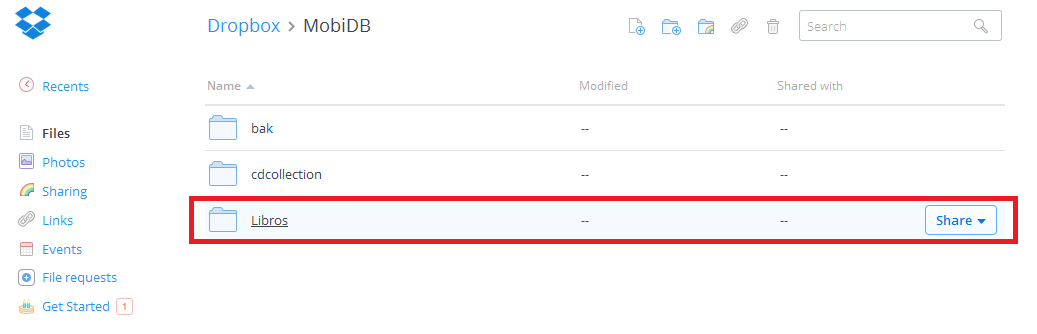 Dropbox > MobiDB
Search
Recents
Files
Photos
Sharing
Links
Events
File requests
Get Started 1
Name Modified Shared with
bak -- --
cdcollection -- --
Libros -- -- Share